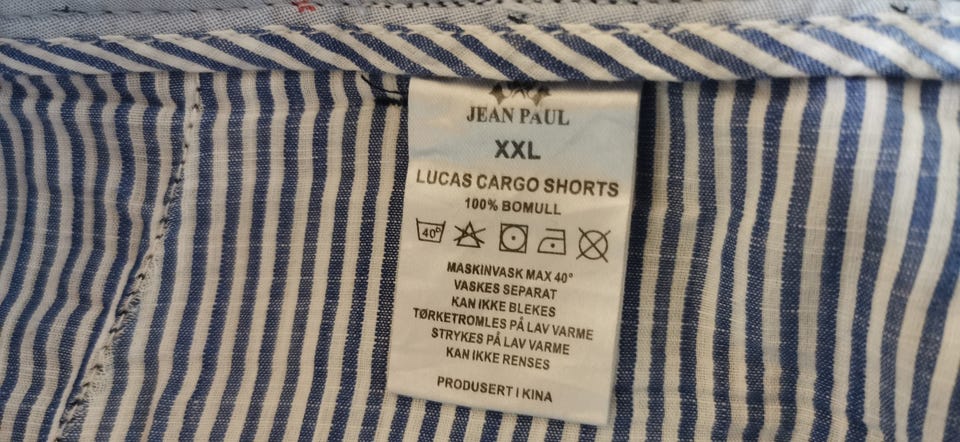 JEAN PAUL
XXL
LUCAS CARGO SHORTS
100% BOMULL
40°
MASKINVASK MAX 40°
VASKES SEPARAT
KAN IKKE BLEKES
TØRKETROMLES PÅ LAV VARME
STRYKES PÅ LAV VARME
KAN IKKE RENSES
PRODUSERT I KINA